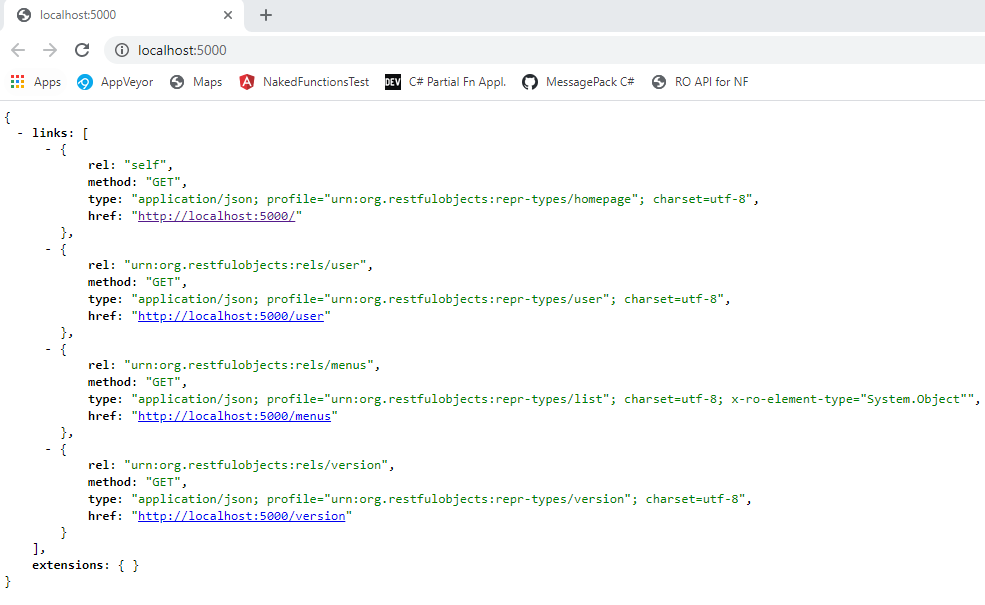 localhost:5000
localhost:5000
Apps AppVeyor Maps NakedFunctionsTest DEV C# Partial Fn Appl. MessagePack C# RO API for NF
{
- links: [
- {
rel: "self",
method: "GET",
type: "application/json; profile="urn:org.restfulobjects:repr-types/homepage"; charset=utf-8",
href: "http://localhost:5000/"
},
- {
rel: "urn:org.restfulobjects:rels/user",
method: "GET",
type: "application/json; profile="urn:org.restfulobjects:repr-types/user"; charset=utf-8",
href: "http://localhost:5000/user"
},
- {
rel: "urn:org.restfulobjects:rels/menus",
method: "GET",
type: "application/json; profile="urn:org.restfulobjects:repr-types/list"; charset=utf-8; x-ro-element-type="System.Object"",
href: "http://localhost:5000/menus"
},
- {
rel: "urn:org.restfulobjects:rels/version",
method: "GET",
type: "application/json; profile="urn:org.restfulobjects:repr-types/version"; charset=utf-8",
href: "http://localhost:5000/version"
}
],
extensions: { }
}